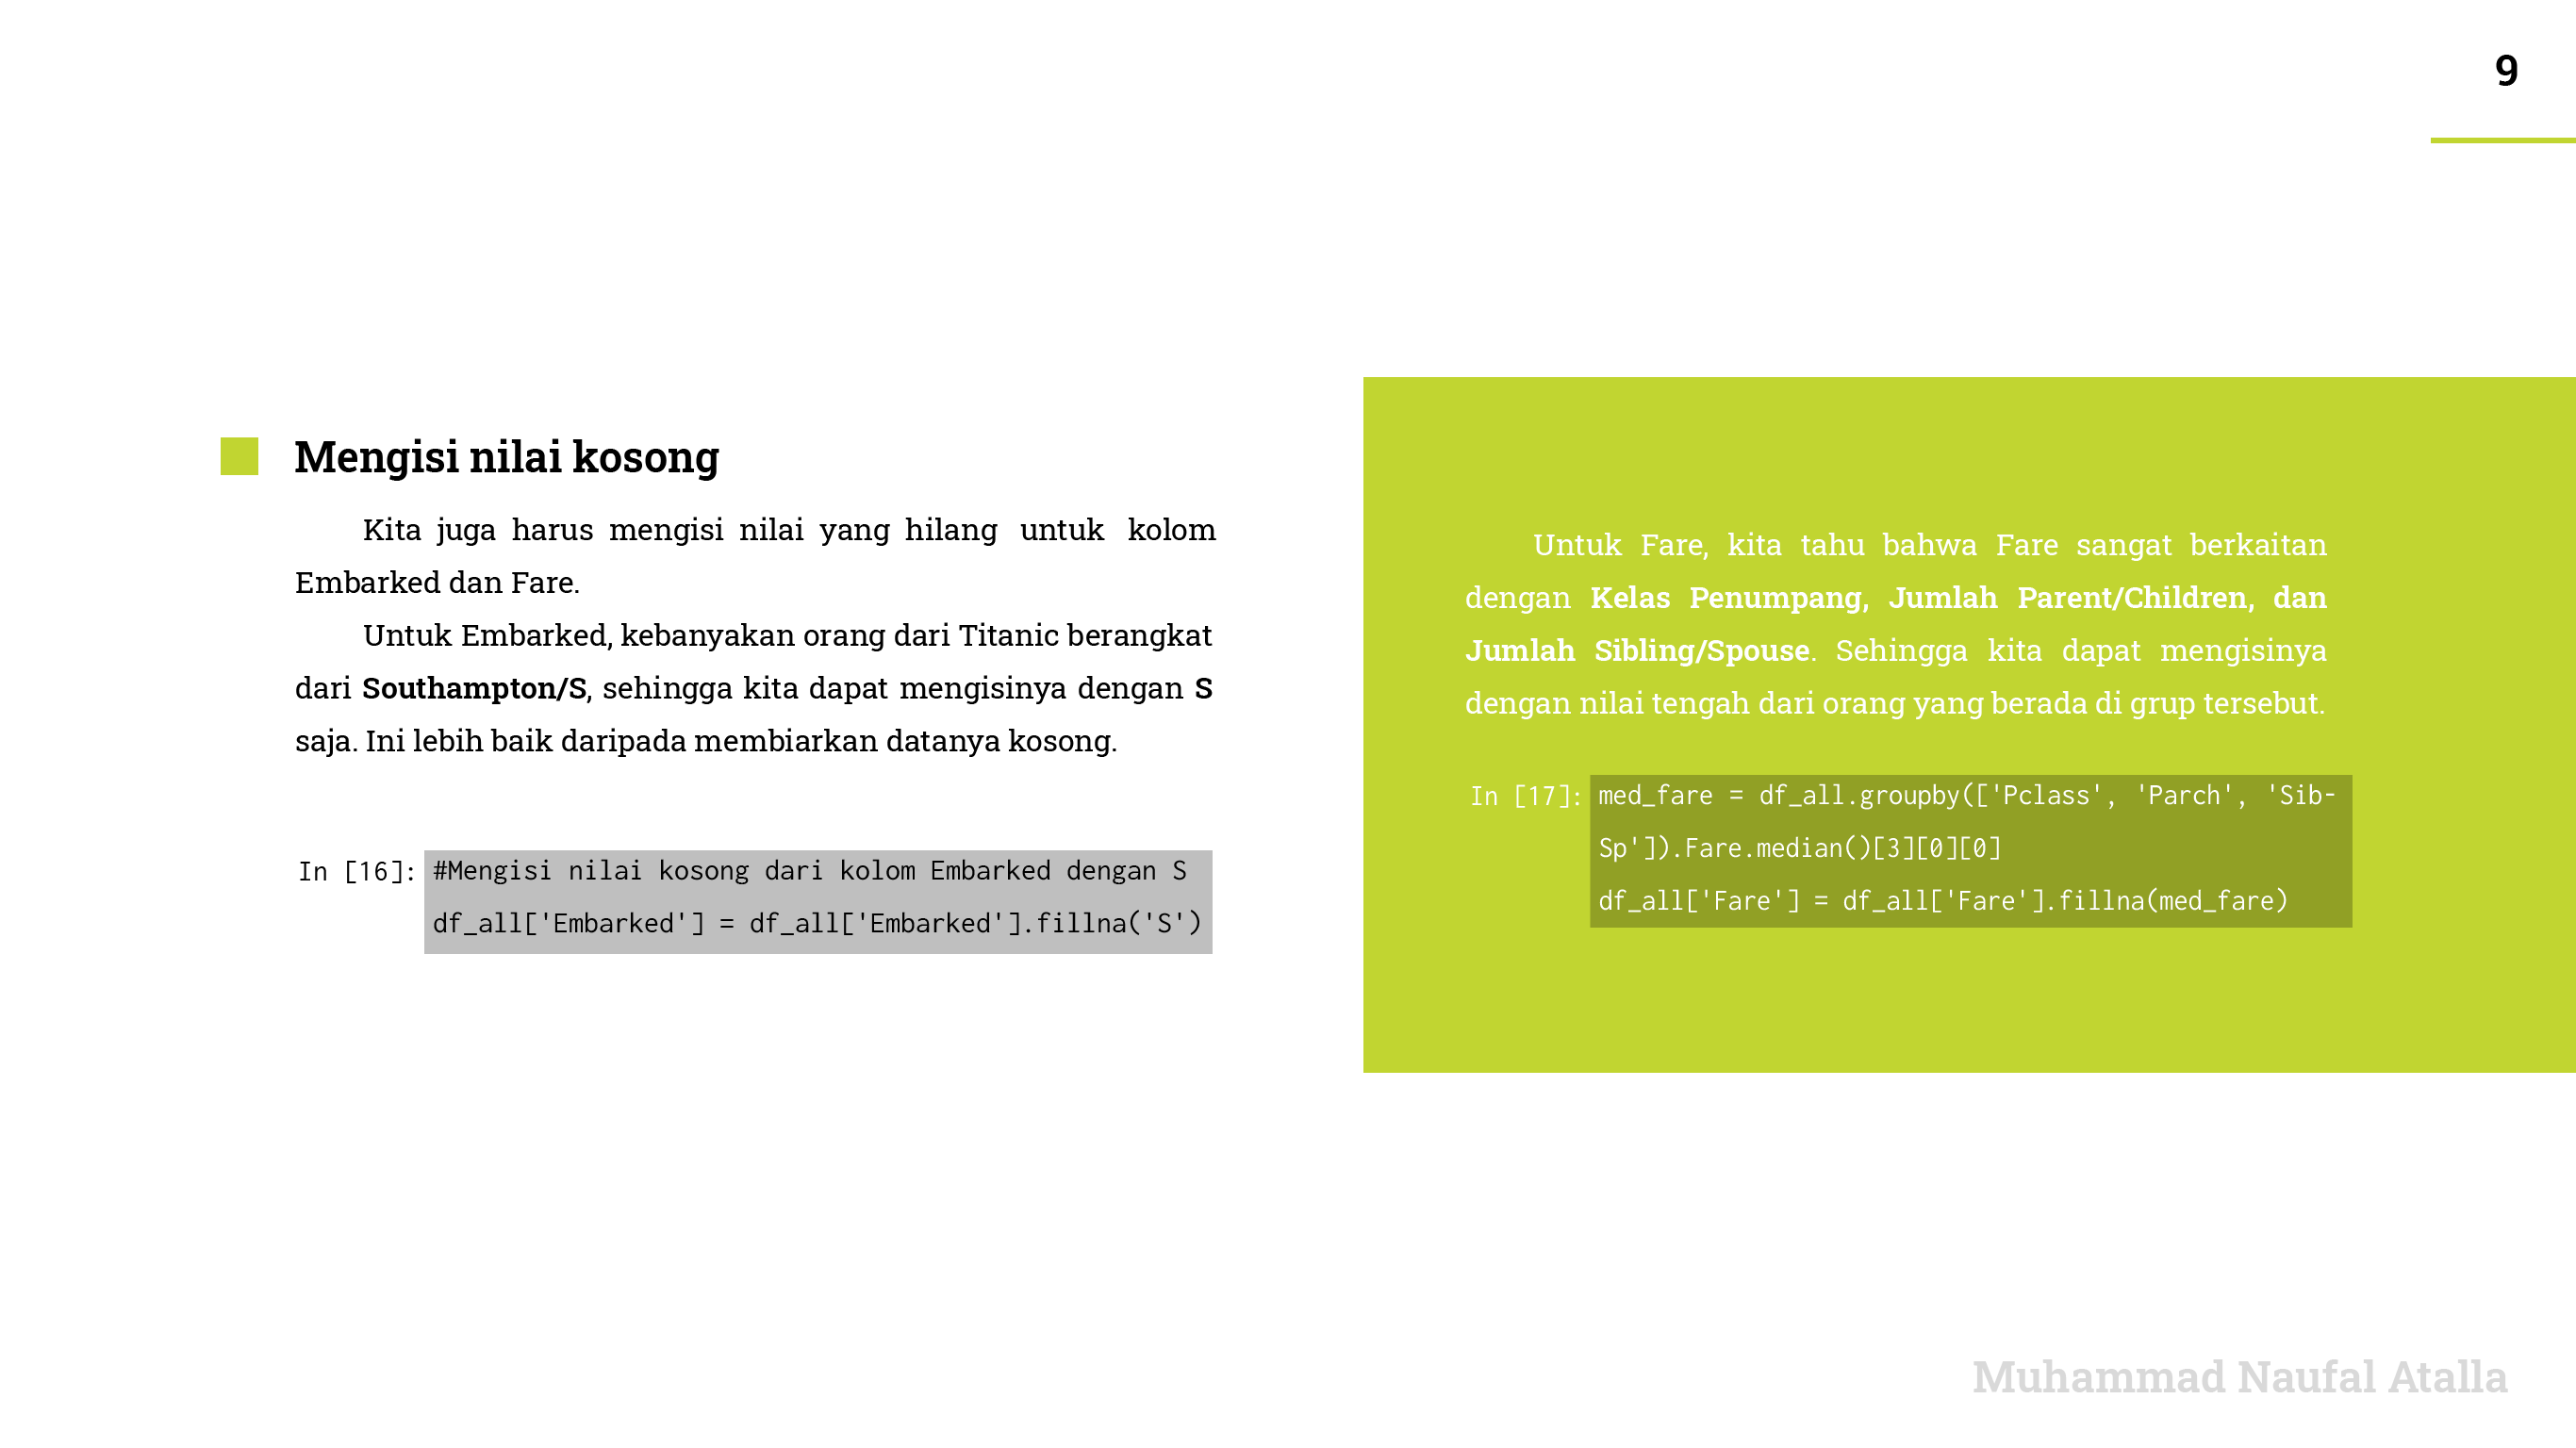 9
Mengisi nilai kosong
Kita juga harus mengisi nilai yang hilang untuk kolom
Embarked dan Fare.
Untuk Embarked, kebanyakan orang dari Titanic berangkat
dari Southampton/S, sehingga kita dapat mengisinya dengan S
saja. Ini lebih baik daripada membiarkan datanya kosong.
In [16]: #Mengisi nilai kosong dari kolom Embarked dengan S
df_all['Embarked'] = df_all['Embarked'].fillna('S')
Untuk Fare, kita tahu bahwa Fare sangat berkaitan
dengan Kelas Penumpang, Jumlah Parent/Children, dan
Jumlah Sibling/Spouse. Sehingga kita dapat mengisinya
dengan nilai tengah dari orang yang berada di grup tersebut.
In [17]: med_fare = df_all.groupby(['Pclass', 'Parch', 'Sib-
Sp']).Fare.median()[3][0][0]
df_all['Fare'] = df_all['Fare'].fillna(med_fare)
Muhammad Naufal Atalla